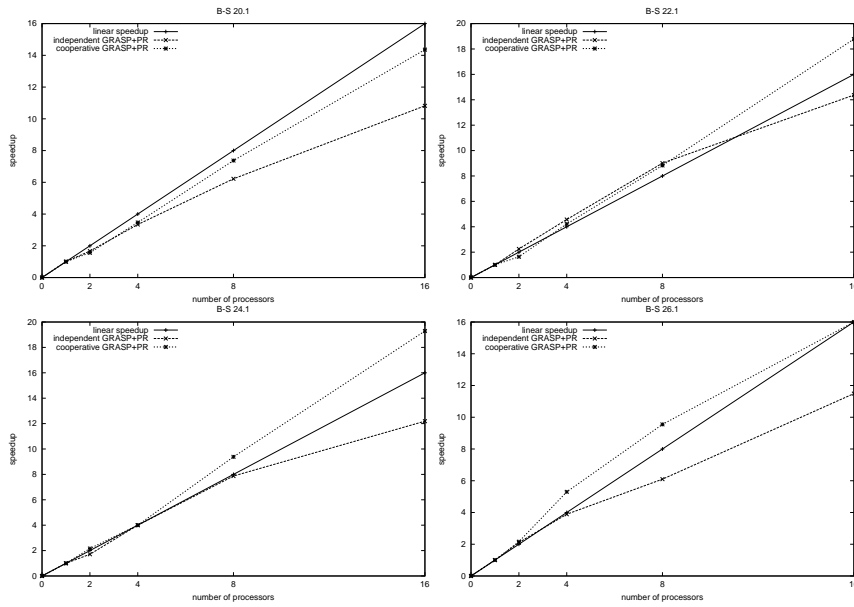 B-S 20.1
linear speedup
independent GRASP+PR
cooperative GRASP+PR
16
14
12
10
8
6
4
2
0
speedup
0 2 4 8 16
number of processors
B-S 22.1
linear speedup
independent GRASP+PR
cooperative GRASP+PR
20
18
16
14
12
10
8
6
4
2
0
speedup
0 2 4 8 1
number of processors
B-S 24.1
linear speedup
independent GRASP+PR
cooperative GRASP+PR
20
18
16
14
12
10
8
6
4
2
0
speedup
0 2 4 8 16
number of processors
B-S 26.1
linear speedup
independent GRASP+PR
cooperative GRASP+PR
16
14
12
10
8
6
4
2
0
speedup
0 2 4 8 1
number of processors